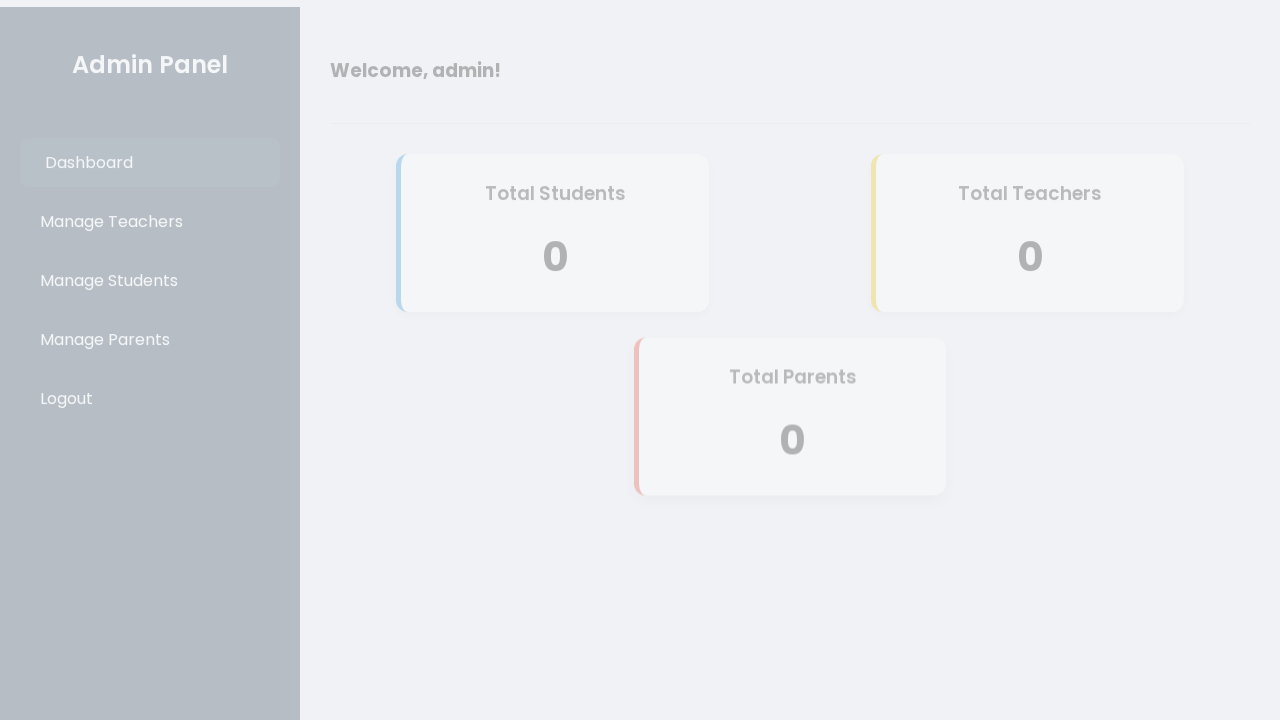 Admin Panel
Dashboard
Manage Teachers
Manage Students
Manage Parents
Logout
Welcome, admin!
Total Students
0
Total Teachers
0
Total Parents
0